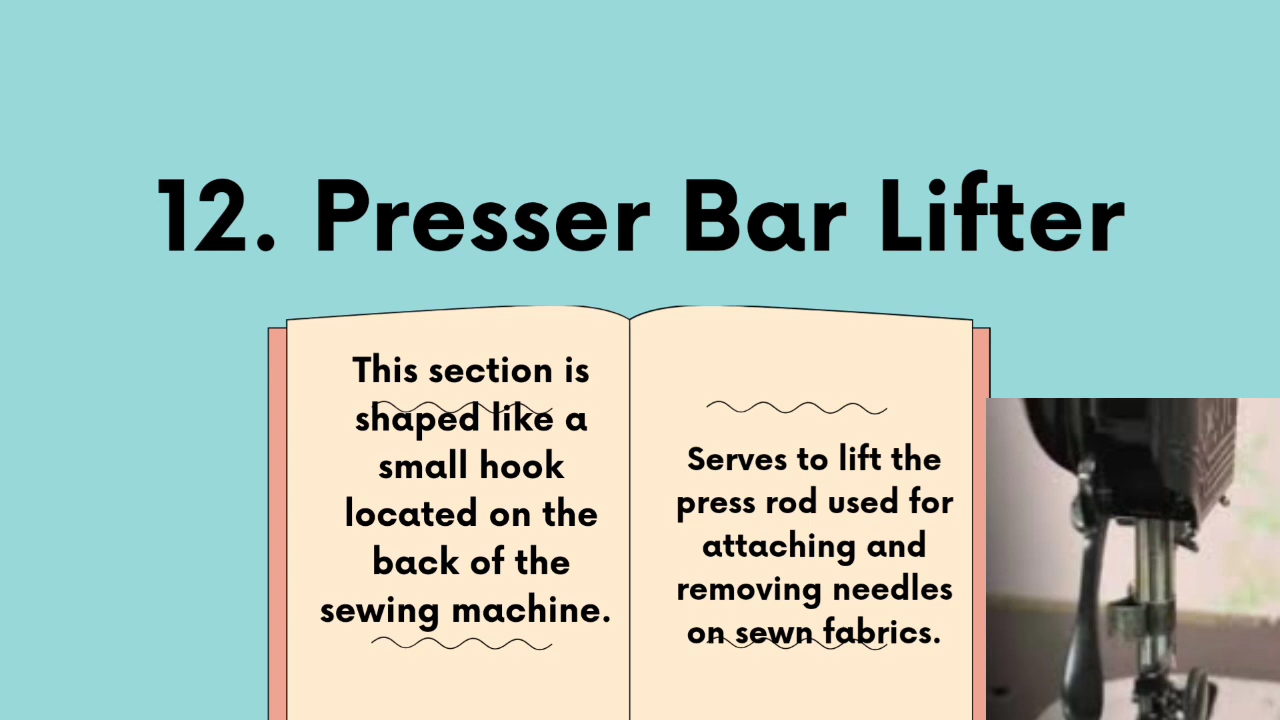 12. Presser Bar Lifter
This section is
shaped like a
small hook
located on the
back of the
sewing machine.
Serves to lift the
press rod used for
attaching and
removing needles
on sewn fabrics.